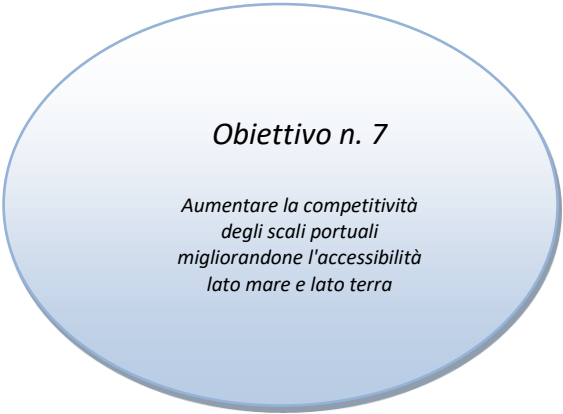 Obiettivo n. 7
Aumentare la competitività
degli scali portuali
migliorandone l'accessibilità
lato mare e lato terra